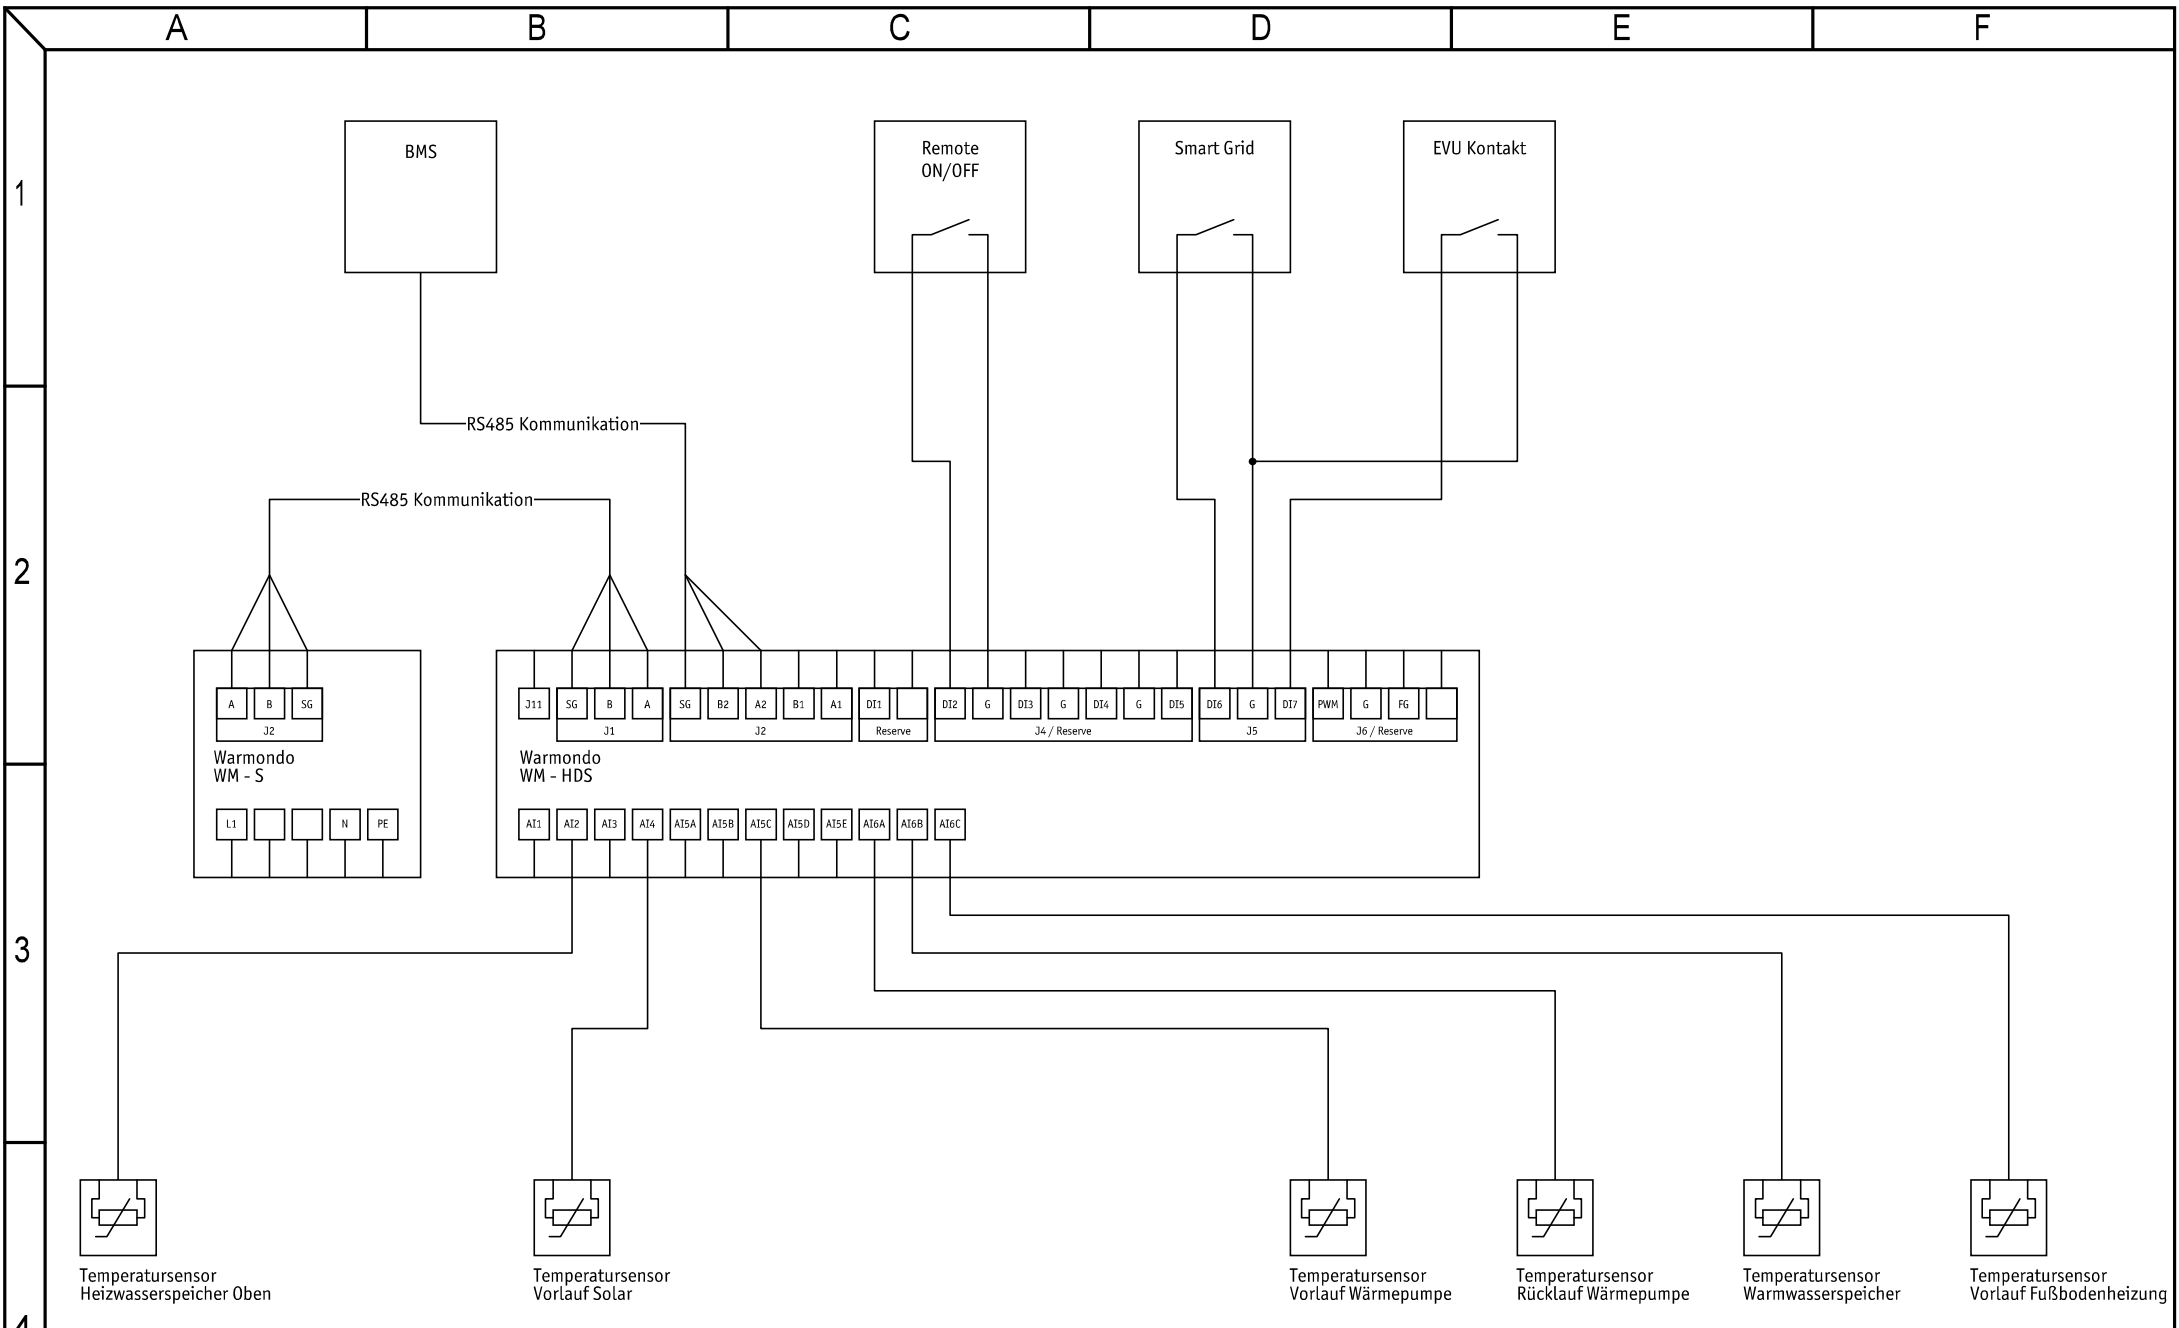 A B C D E F
1
BMS
Remote
ON/OFF
Smart Grid
EVU Kontakt
RS485 Kommunikation
RS485 Kommunikation
2
A B SG
J2
Warmondo
WM - S
L1 N PE
J11 SG B A SG B2 A2 B1 A1 DI1 DI2 G DI3 G DI4 G DI5 DI6 G DI7 PWM G FG
J1 J2 Reserve J4 / Reserve J5 J6 / Reserve
Warmondo
WM - HDS
AI1 AI2 AI3 AI4 AI5A AI5B AI5C AI5D AI5E AI6A AI6B AI6C
3
Temperatursensor
Heizwasserspeicher Oben
Temperatursensor
Vorlauf Solar
Temperatursensor
Vorlauf Wärmepumpe
Temperatursensor
Rücklauf Wärmepumpe
Temperatursensor
Warmwasserspeicher
Temperatursensor
Vorlauf Fußbodenheizung
4